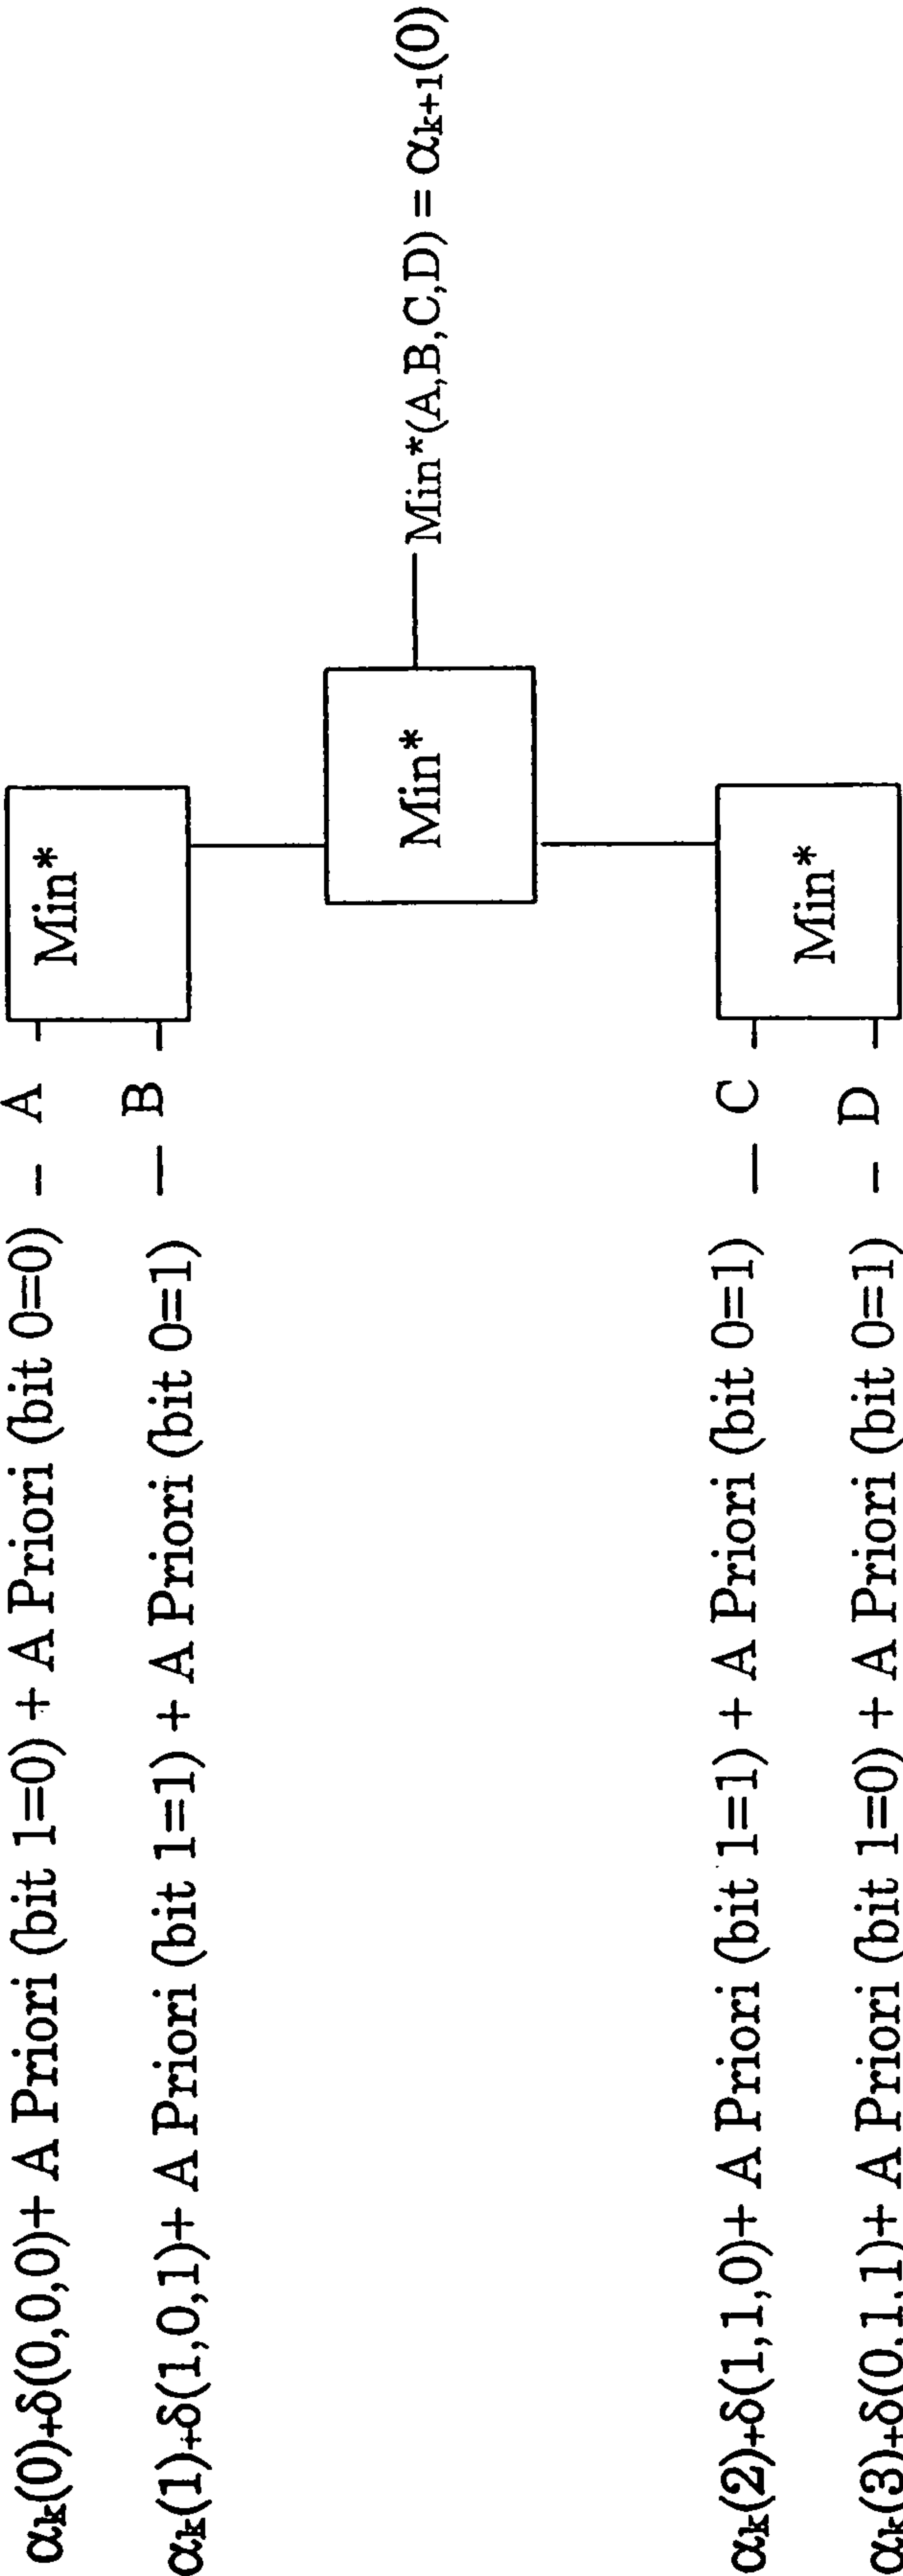 αk(0)+δ(0,0,0)+ A Priori (bit 1=0) + A Priori (bit 0=0) – A
Min*
αk(1)+δ(1,0,1)+ A Priori (bit 1=1) + A Priori (bit 0=1) — B
Min*
Min*(A,B,C,D) = αk+1(0)
αk(2)+δ(1,1,0)+ A Priori (bit 1=1) + A Priori (bit 0=1) — C
Min*
αk(3)+δ(0,1,1)+ A Priori (bit 1=0) + A Priori (bit 0=1) – D